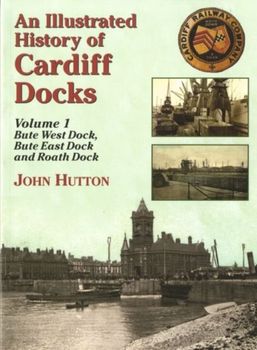 An Illustrated
History of
Cardiff
Docks
CARDIFF RAILWAY COMPANY
Volume 1
Bute West Dock,
Bute East Dock
and Roath Dock
JOHN HUTTON